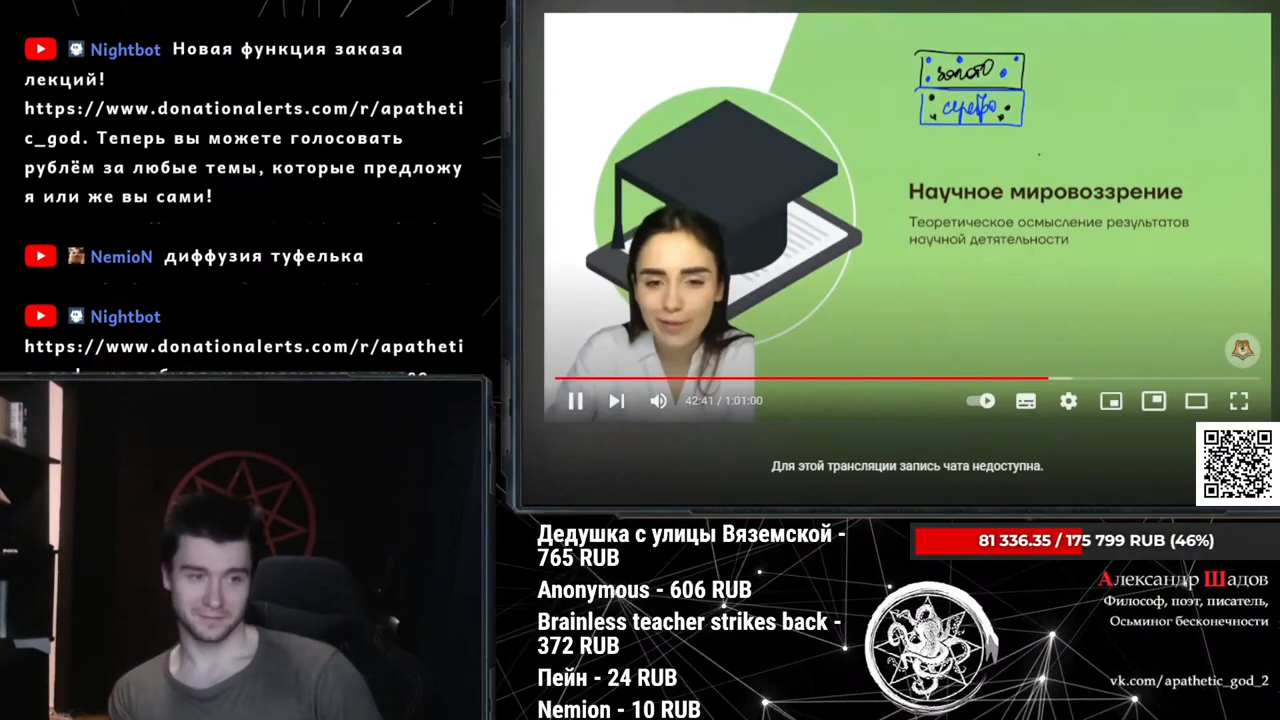 Nightbot Новая функция заказа
лекций!
https://www.donationalerts.com/r/apatheti
c_god. Теперь вы можете голосовать
рублём за любые темы, которые предложу
я или же вы сами!
NemioN диффузия туфелька
Nightbot
https://www.donationalerts.com/r/apatheti
золото
серебро
Научное мировоззрение
Теоретическое осмысление результатов
научной детятельности
42:41 / 1:01:00
Для этой трансляции запись чата недоступна.
Дедушка с улицы Вяземской -
765 RUB
Anonymous - 606 RUB
Brainless teacher strikes back -
372 RUB
Пейн - 24 RUB
Nemion - 10 RUB
81 336.35 / 175 799 RUB (46%)
Александр Шадов
Философ, поэт, писатель,
Осьминог бесконечности
vk.com/apathetic_god_2